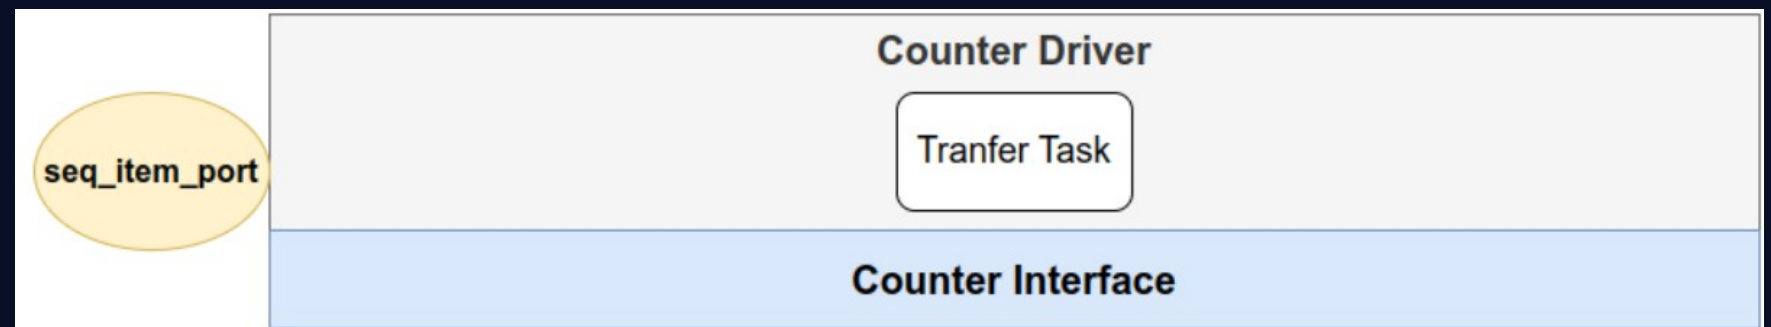 Counter Driver
Tranfer Task
seq_item_port
Counter Interface